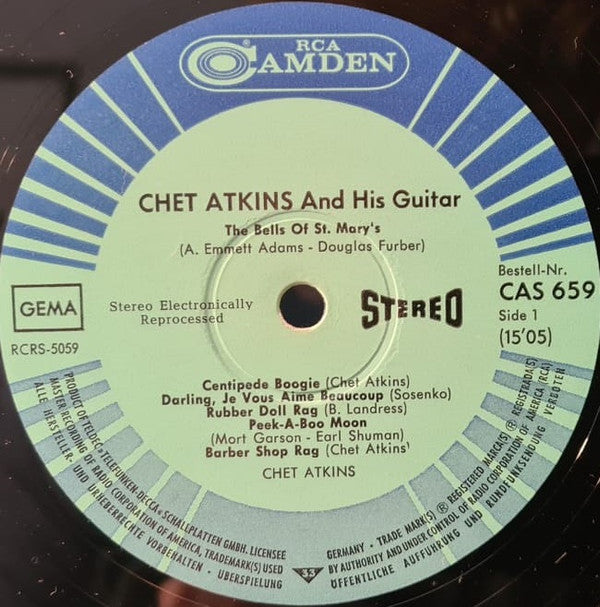 RCA
CAMDEN
CHET ATKINS And His Guitar
The Bells Of St. Mary's
(A. Emmett Adams - Douglas Furber)
GEMA
RCRS-5059
Stereo Electronically
Reprocessed
STEREO
Bestell-Nr.
CAS 659
Side 1
(15'05)
Centipede Boogie (Chet Atkins)
Darling, Je Vous Aime Beaucoup (Sosenko)
Rubber Doll Rag (B. Landress)
Peek-A-Boo Moon
(Mort Garson - Earl Shuman)
Barber Shop Rag (Chet Atkins)
CHET ATKINS
PRODUCT OF TELDEC »TELEFUNKEN-DECCA« SCHALLPLATTEN GMBH. LICENSEE
MASTER RECORDING OF RADIO CORPORATION OF AMERICA, TRADEMARK(S) USED
ALLE HERSTELLER- UND URHEBERRECHTE VORBEHALTEN · ÜBERSPIELUNG
33
GERMANY · TRADE MARK(S) ® REGISTERED MARCA(S) ® REGISTRADA(S)
BY AUTHORITY AND UNDER CONTROL OF RADIO CORPORATION OF AMERICA (RCA)
ÖFFENTLICHE AUFFÜHRUNG UND RUNDFUNKSENDUNG VERBOTEN